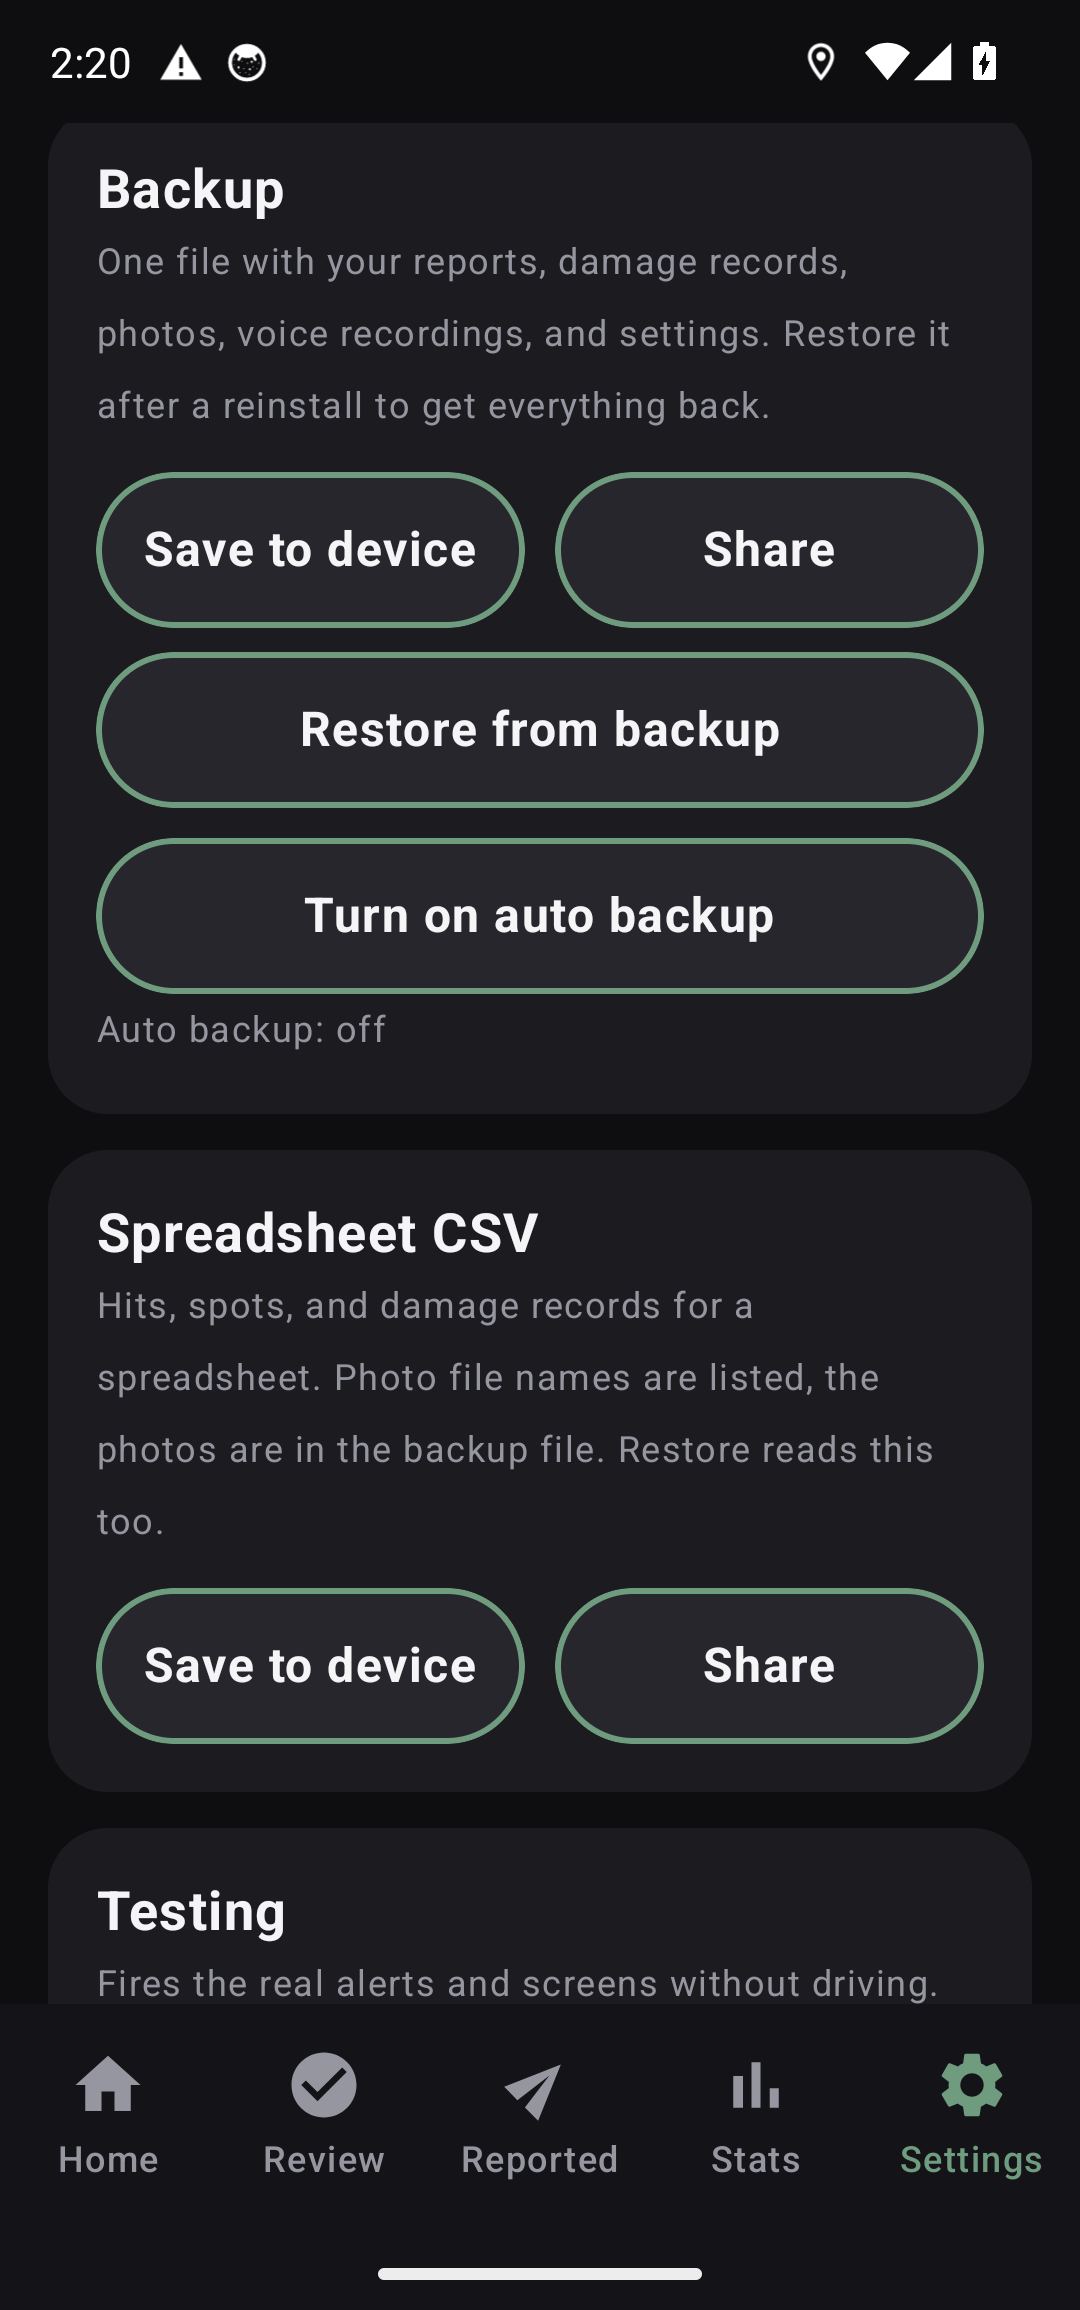 2:20
Backup
One file with your reports, damage records,
photos, voice recordings, and settings. Restore it
after a reinstall to get everything back.
Save to device
Share
Restore from backup
Turn on auto backup
Auto backup: off
Spreadsheet CSV
Hits, spots, and damage records for a
spreadsheet. Photo file names are listed, the
photos are in the backup file. Restore reads this
too.
Save to device
Share
Testing
Fires the real alerts and screens without driving.
Home
Review
Reported
Stats
Settings